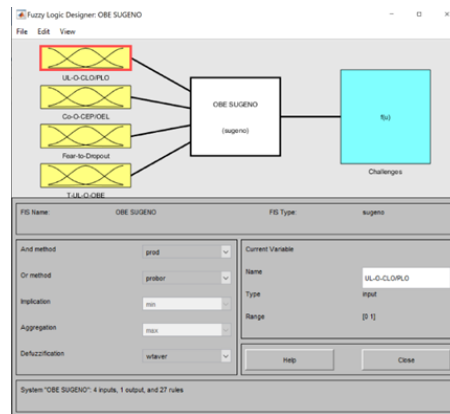 Fuzzy Logic Designer: OBE SUGENO
File Edit View
UL-O-CLO/PLO
Co-O-CEP/OEL
Fear-to-Dropout
T-UL-O-OBE
OBE SUGENO
(sugeno)
f(u)
Challenges
FIS Name: OBE SUGENO FIS Type: sugeno
And method prod
Or method probor
Implication min
Aggregation max
Defuzzification wtaver
Current Variable
Name UL-O-CLO/PLO
Type input
Range [0 1]
Help Close
System "OBE SUGENO": 4 inputs, 1 output, and 27 rules